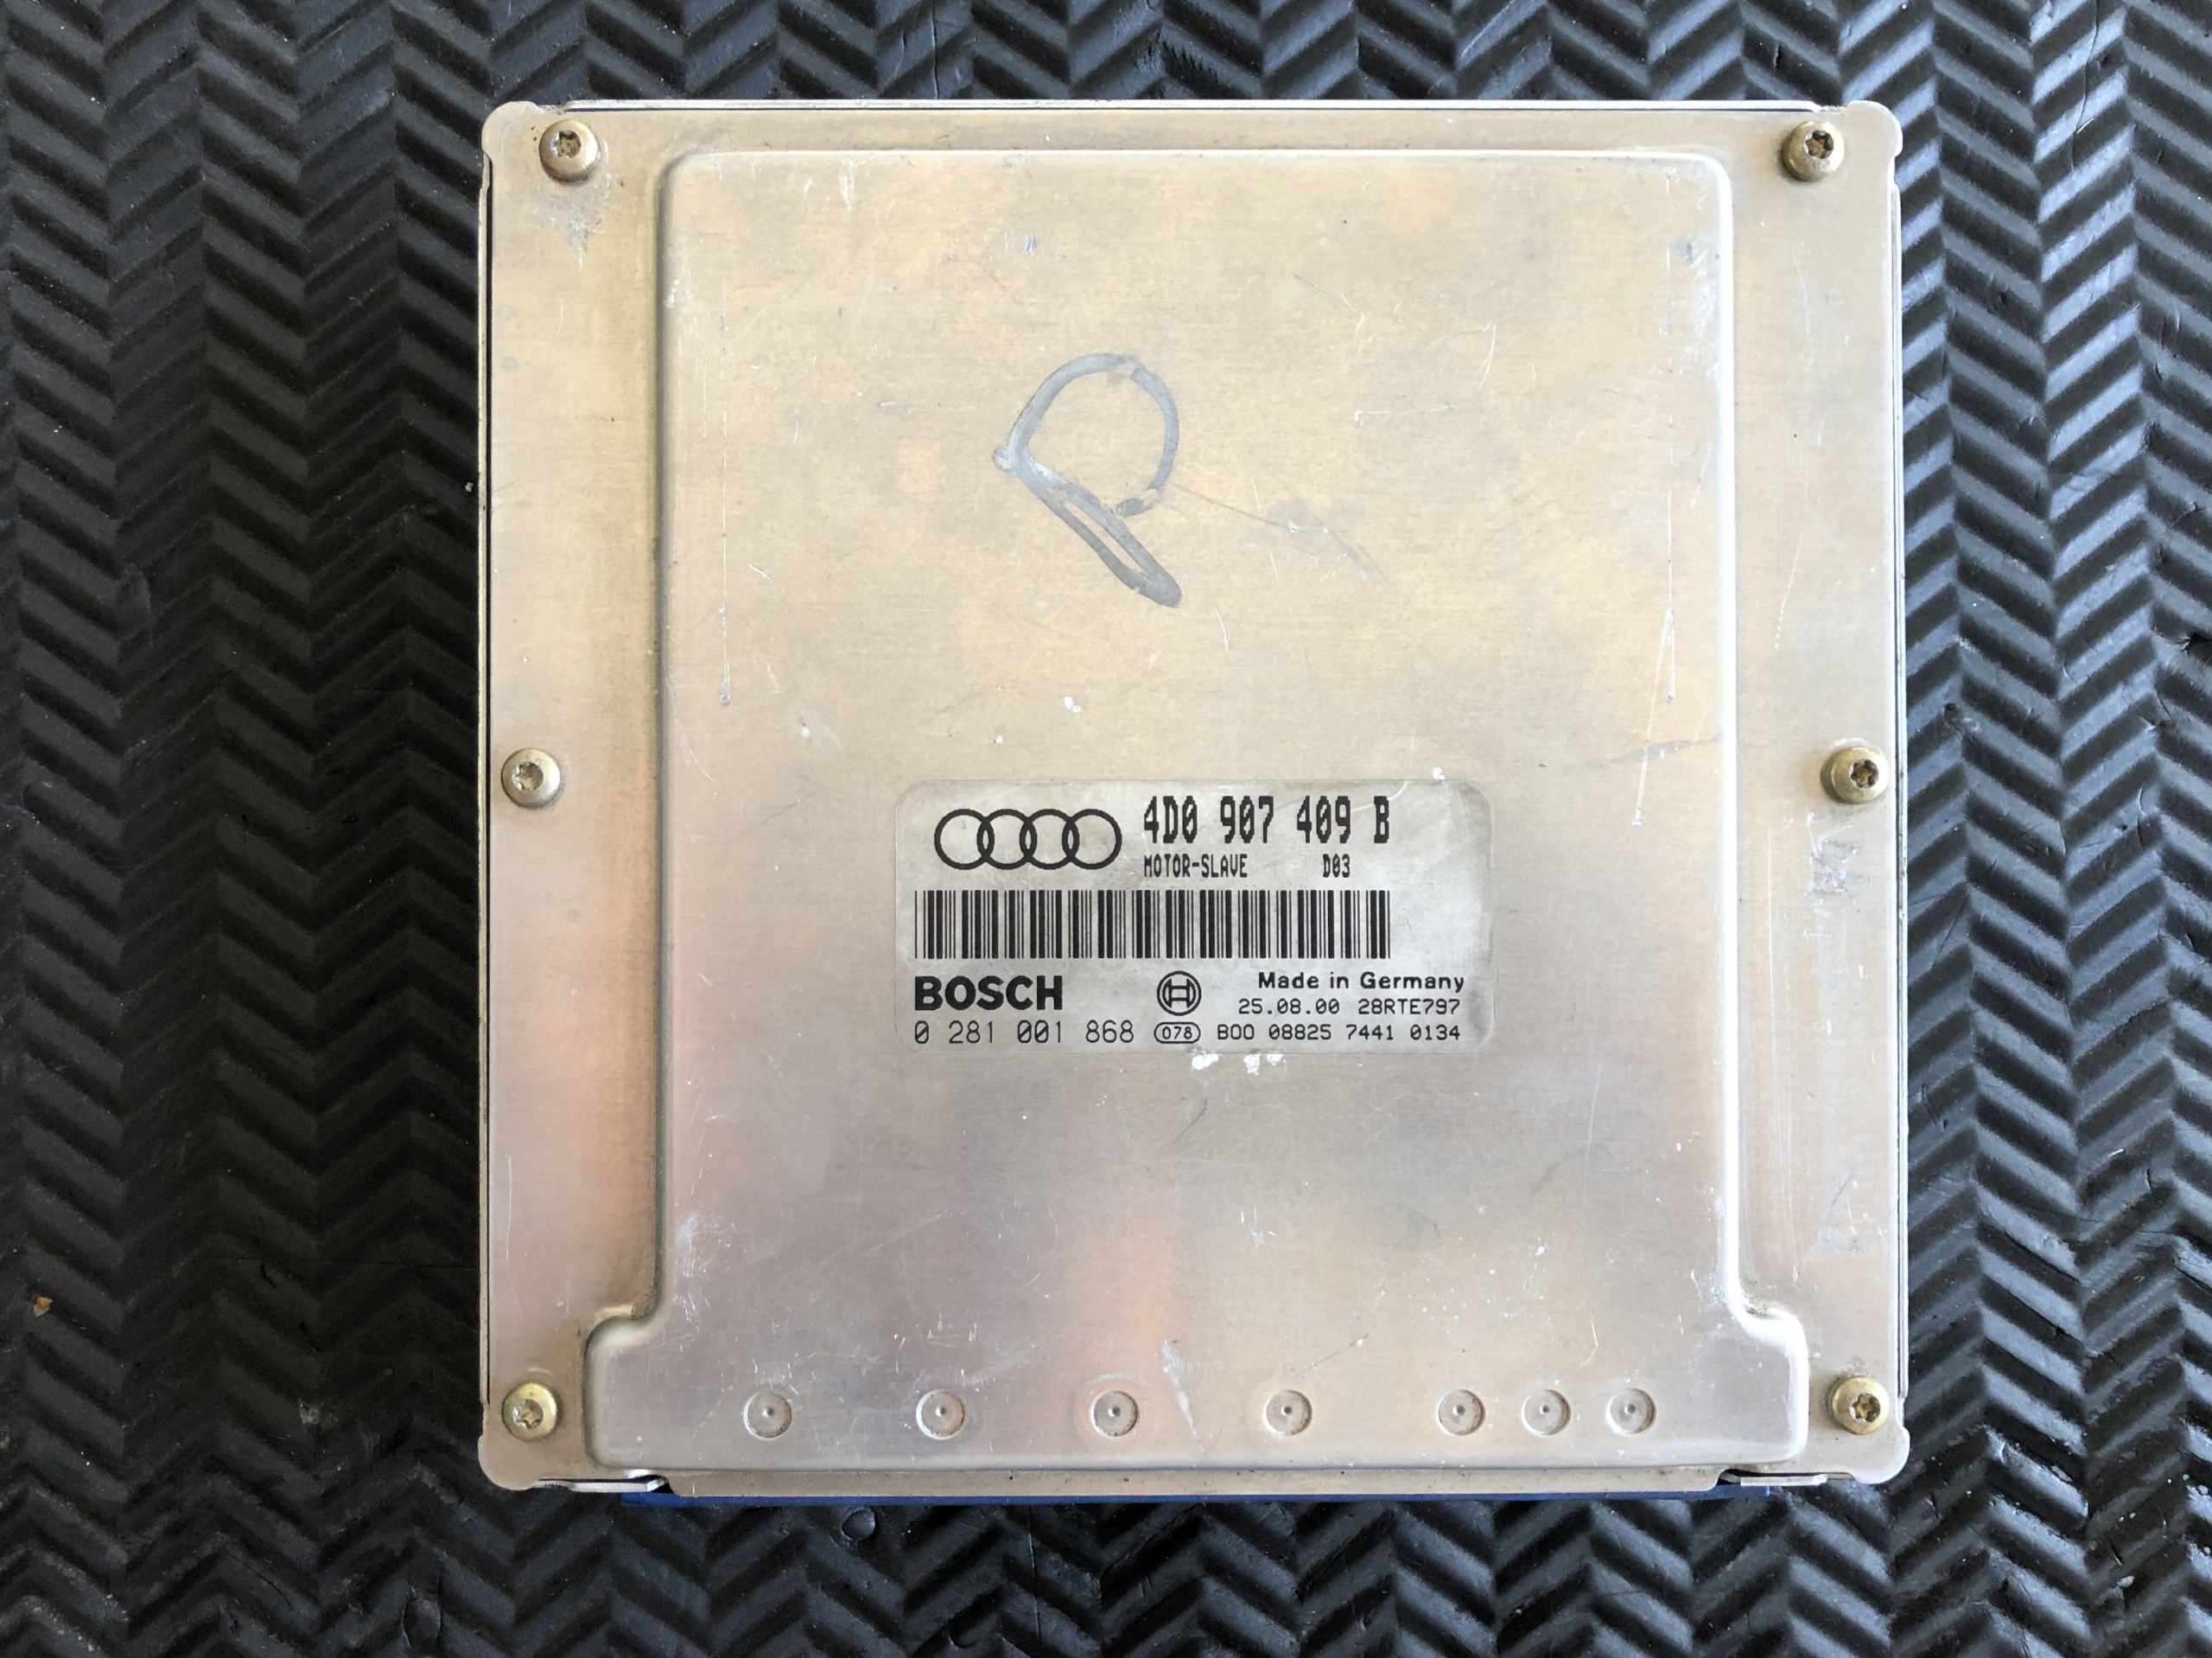 4D0 907 409 B
MOTOR-SLAVE D03
BOSCH
Made in Germany
25.08.00 28RTE797
0 281 001 868 078 B00 08825 7441 0134